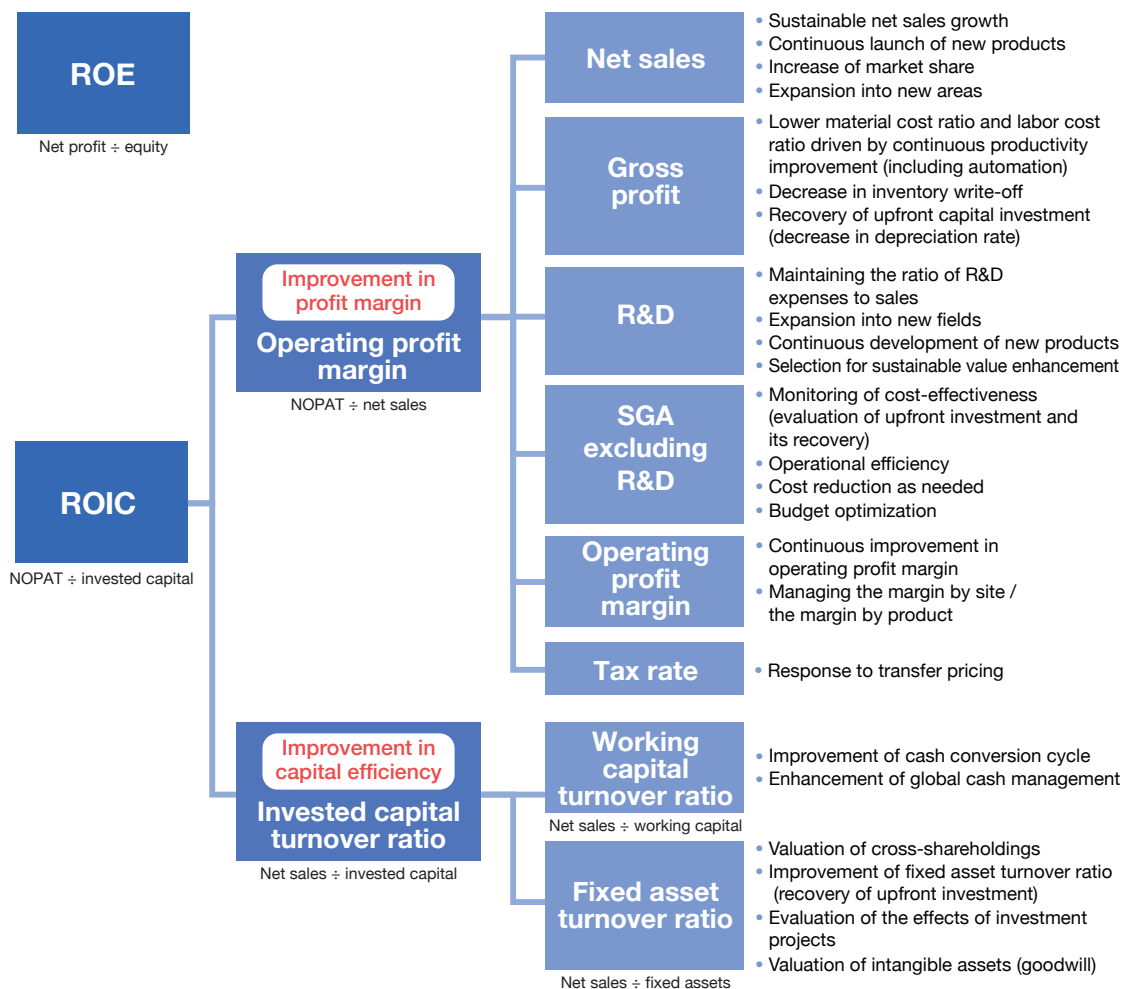 ROE
Net profit ÷ equity
ROIC
NOPAT ÷ invested capital
Improvement in
profit margin
Operating profit
margin
NOPAT ÷ net sales
Net sales
• Sustainable net sales growth
• Continuous launch of new products
• Increase of market share
• Expansion into new areas
Gross
profit
• Lower material cost ratio and labor cost
ratio driven by continuous productivity
improvement (including automation)
• Decrease in inventory write-off
• Recovery of upfront capital investment
(decrease in depreciation rate)
R&D
• Maintaining the ratio of R&D
expenses to sales
• Expansion into new fields
• Continuous development of new products
• Selection for sustainable value enhancement
SGA
excluding
R&D
• Monitoring of cost-effectiveness
(evaluation of upfront investment and
its recovery)
• Operational efficiency
• Cost reduction as needed
• Budget optimization
Operating
profit
margin
• Continuous improvement in
operating profit margin
• Managing the margin by site /
the margin by product
Tax rate
• Response to transfer pricing
Improvement in
capital efficiency
Invested capital
turnover ratio
Net sales ÷ invested capital
Working
capital
turnover ratio
Net sales ÷ working capital
• Improvement of cash conversion cycle
• Enhancement of global cash management
Fixed asset
turnover ratio
Net sales ÷ fixed assets
• Valuation of cross-shareholdings
• Improvement of fixed asset turnover ratio
(recovery of upfront investment)
• Evaluation of the effects of investment
projects
• Valuation of intangible assets (goodwill)